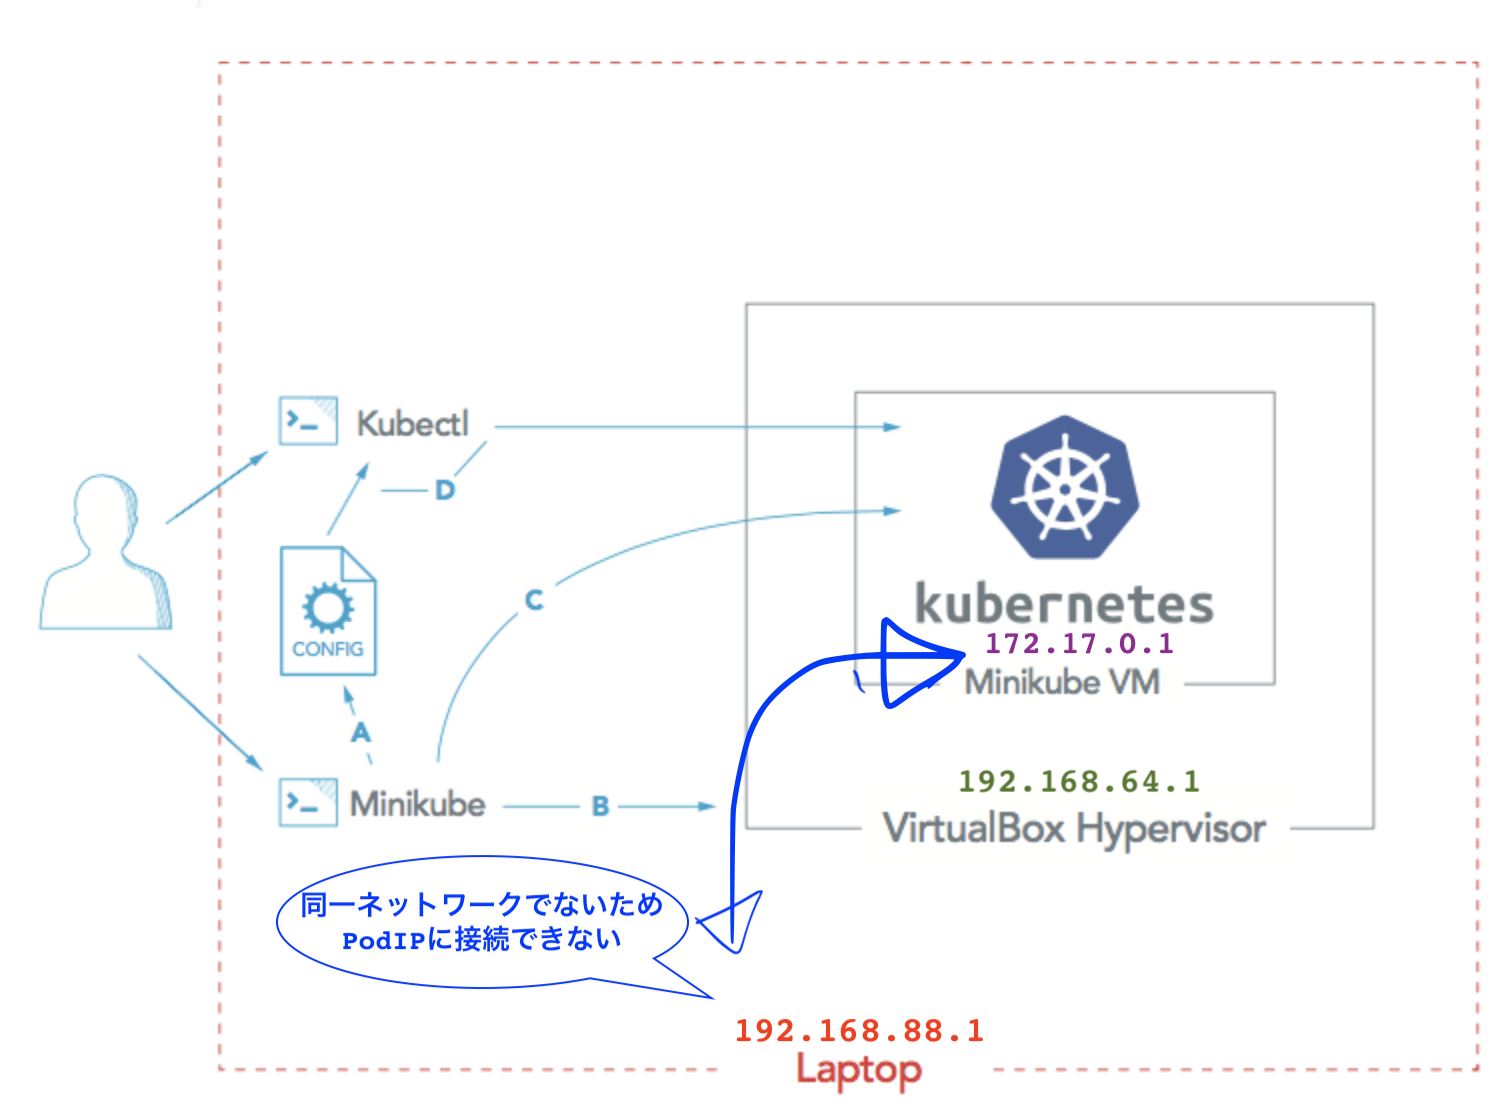 Kubectl
D
C
CONFIG
A
Minikube
B
kubernetes
172.17.0.1
Minikube VM
192.168.64.1
VirtualBox Hypervisor
同一ネットワークでないため
PodIPに接続できない
192.168.88.1
Laptop